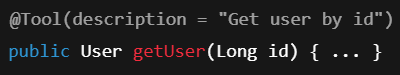 @Tool(description = "Get user by id")
public User getUser(Long id) { ... }